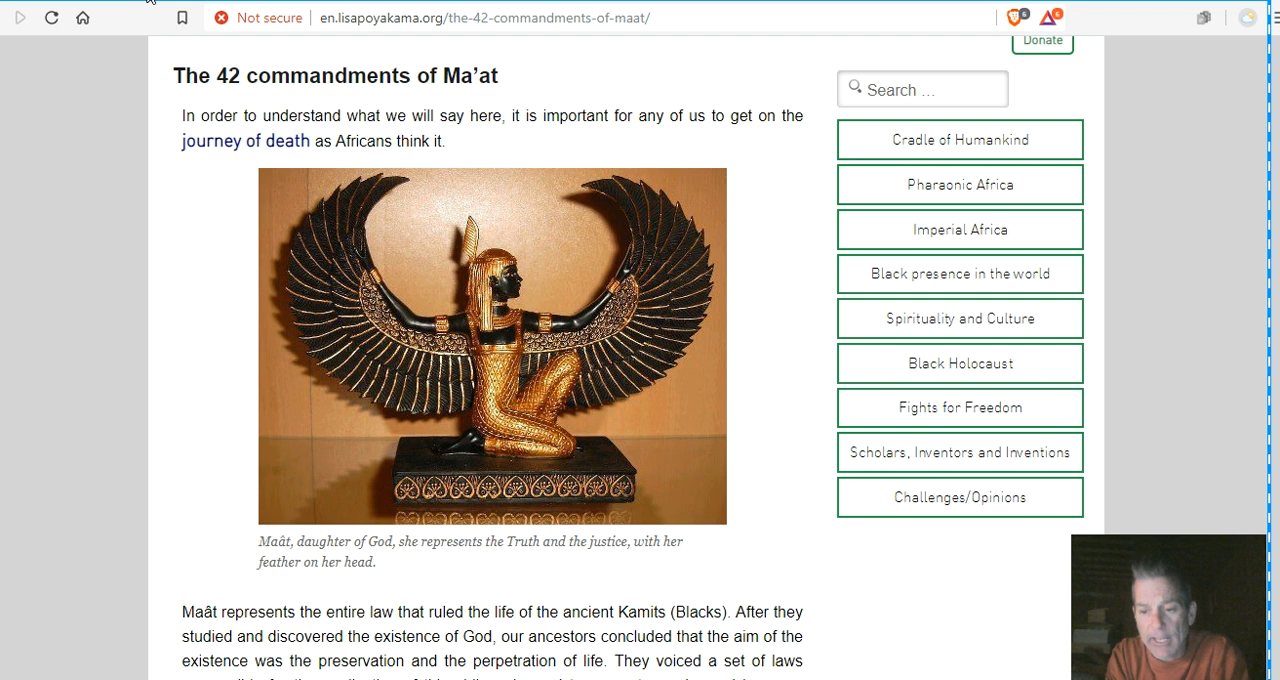 Not secure
en.lisapoyakama.org/the-42-commandments-of-maat/
6
6
Donate
The 42 commandments of Ma’at
In order to understand what we will say here, it is important for any of us to get on the
journey of death as Africans think it.
Maât, daughter of God, she represents the Truth and the justice, with her
feather on her head.
Maât represents the entire law that ruled the life of the ancient Kamits (Blacks). After they
studied and discovered the existence of God, our ancestors concluded that the aim of the
existence was the preservation and the perpetration of life. They voiced a set of laws
Search …
Cradle of Humankind
Pharaonic Africa
Imperial Africa
Black presence in the world
Spirituality and Culture
Black Holocaust
Fights for Freedom
Scholars, Inventors and Inventions
Challenges/Opinions